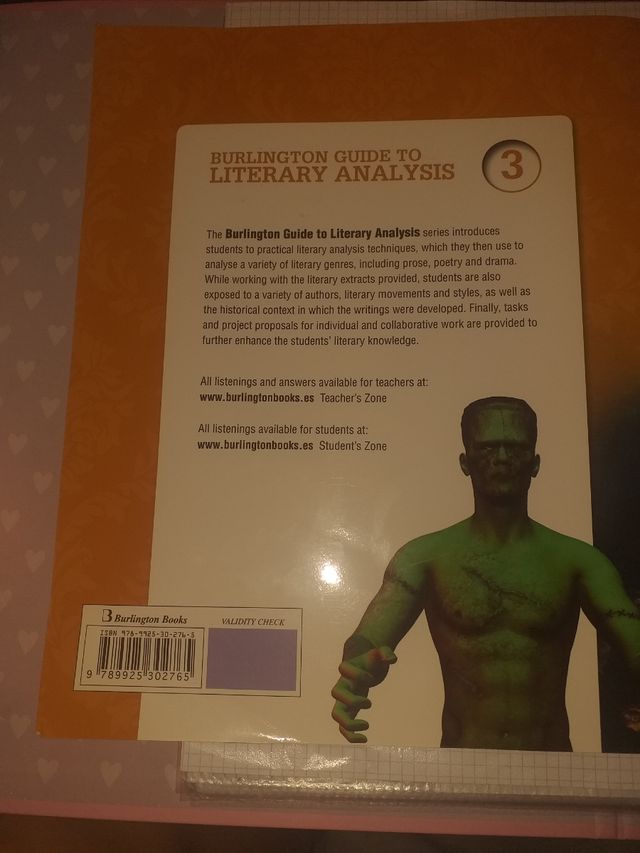 BURLINGTON GUIDE TO
LITERARY ANALYSIS
3
The Burlington Guide to Literary Analysis series introduces
students to practical literary analysis techniques, which they then use to
analyse a variety of literary genres, including prose, poetry and drama.
While working with the literary extracts provided, students are also
exposed to a variety of authors, literary movements and styles, as well as
the historical context in which the writings were developed. Finally, tasks
and project proposals for individual and collaborative work are provided to
further enhance the students' literary knowledge.
All listenings and answers available for teachers at:
www.burlingtonbooks.es Teacher's Zone
All listenings available for students at:
www.burlingtonbooks.es Student's Zone
B Burlington Books
VALIDITY CHECK
ISBN 978-9925-30-276-5
9 789925 302765